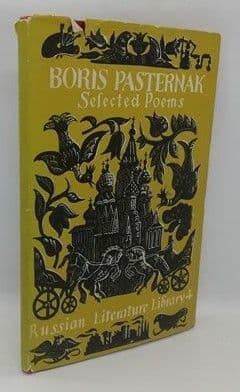 BORIS PASTERNAK
Selected Poems
Russian Literature Library 4